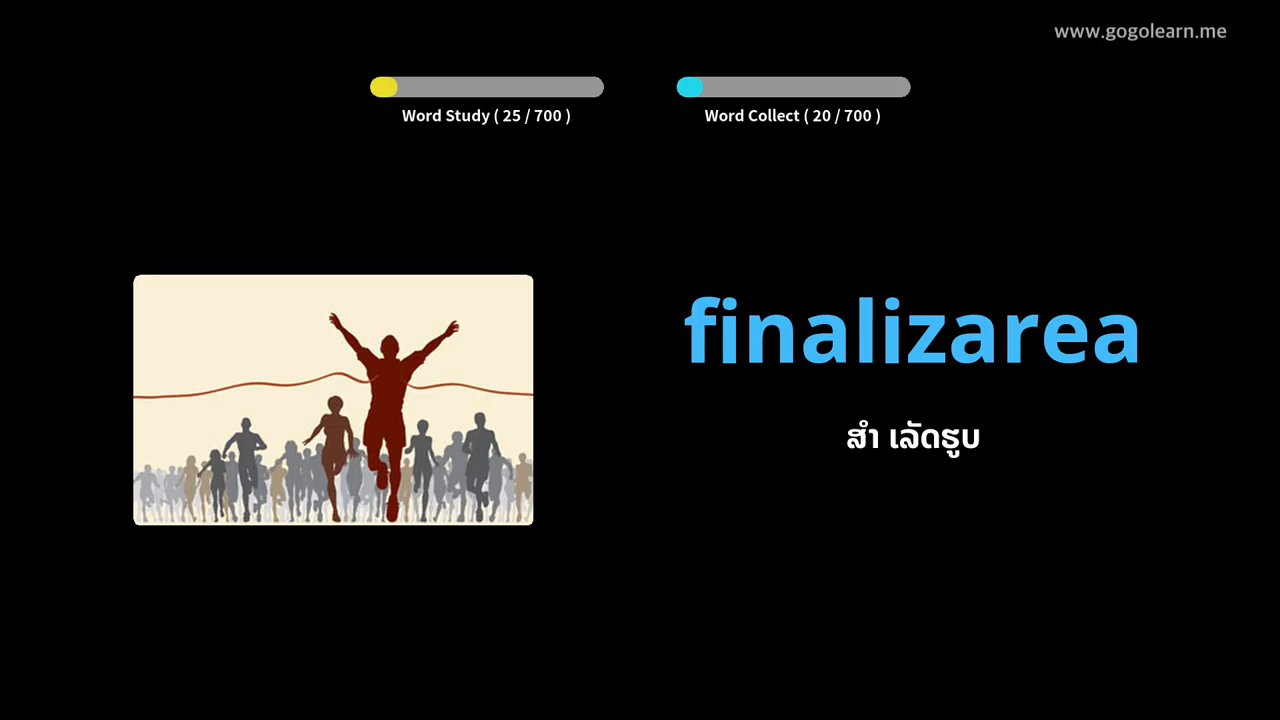 www.gogolearn.me
Word Study ( 25 / 700 )
Word Collect ( 20 / 700 )
finalizarea
ສຳ ເລັດຮູບ